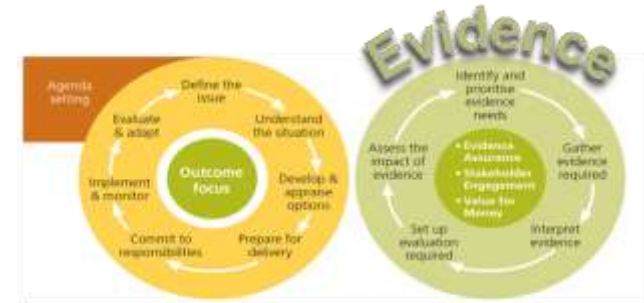 Evidence
Agenda
setting
Define the
issue
Understand
the situation
Develop &
appraise
options
Prepare for
delivery
Commit to
responsibilities
Implement
& monitor
Evaluate
& adapt
Outcome
focus
Identify and
prioritise
evidence
needs
Gather
evidence
required
Interpret
evidence
Set up
evaluation
required
Assess the
impact of
evidence
• Evidence
Assurance
• Stakeholder
Engagement
• Value for
Money